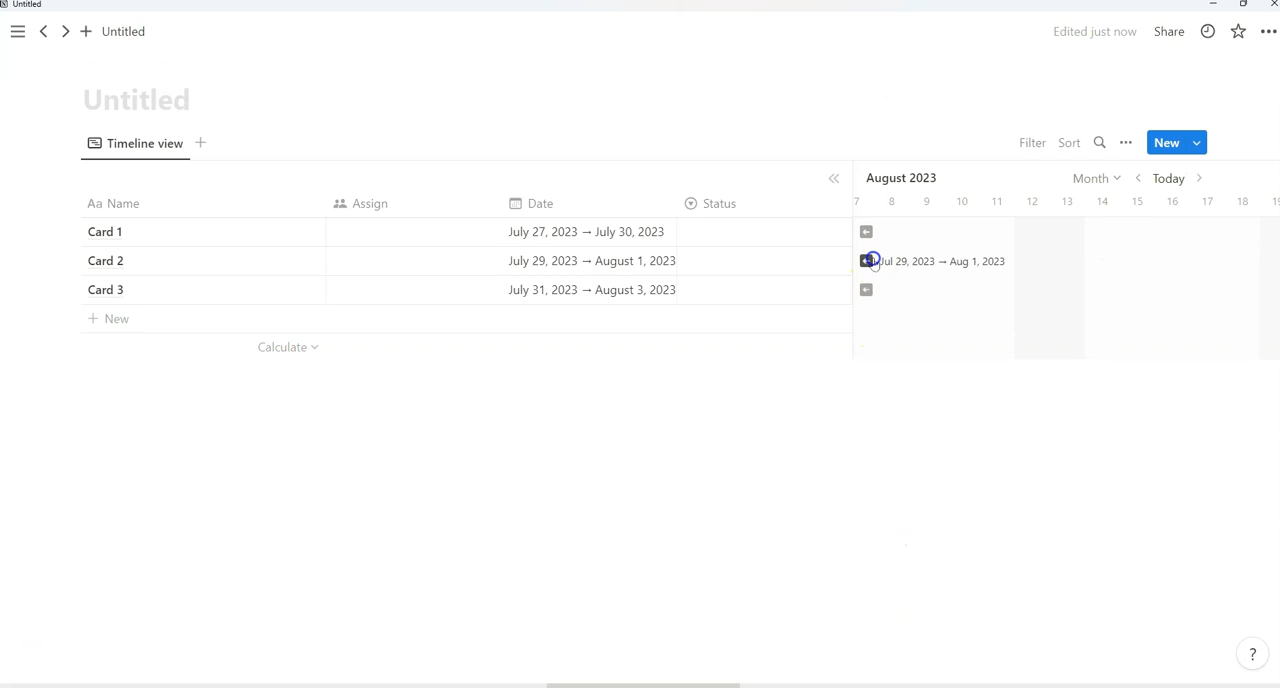 Untitled
Untitled
Edited just now Share
Untitled
Timeline view
Filter Sort New
August 2023 Month Today
7 8 9 10 11 12 13 14 15 16 17 18 19
Aa Name Assign Date Status
Card 1 July 27, 2023 → July 30, 2023
Card 2 July 29, 2023 → August 1, 2023 Jul 29, 2023 → Aug 1, 2023
Card 3 July 31, 2023 → August 3, 2023
+ New
Calculate
?